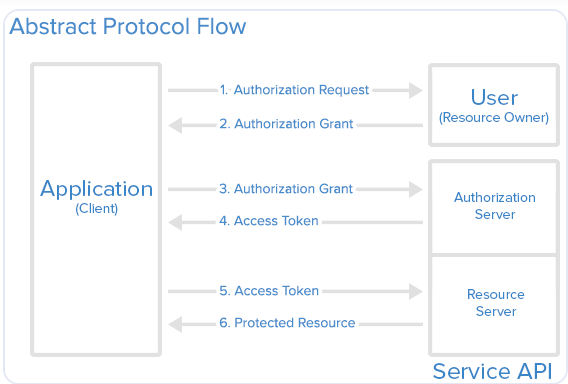 Abstract Protocol Flow
1. Authorization Request
User
(Resource Owner)
2. Authorization Grant
Application
(Client)
3. Authorization Grant
Authorization
Server
4. Access Token
5. Access Token
Resource
Server
6. Protected Resource
Service API